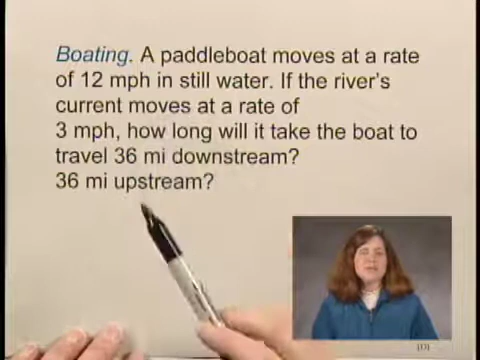 Boating. A paddleboat moves at a rate
of 12 mph in still water. If the river's
current moves at a rate of
3 mph, how long will it take the boat to
travel 36 mi downstream?
36 mi upstream?